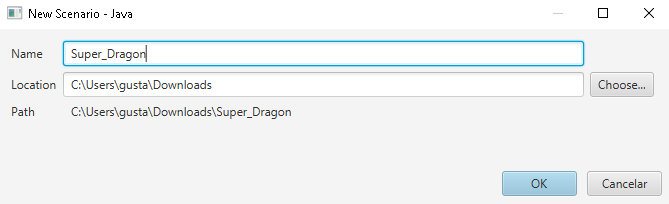 New Scenario - Java
Name Super_Dragon
Location C:\Users\gusta\Downloads Choose...
Path C:\Users\gusta\Downloads\Super_Dragon
OK Cancelar